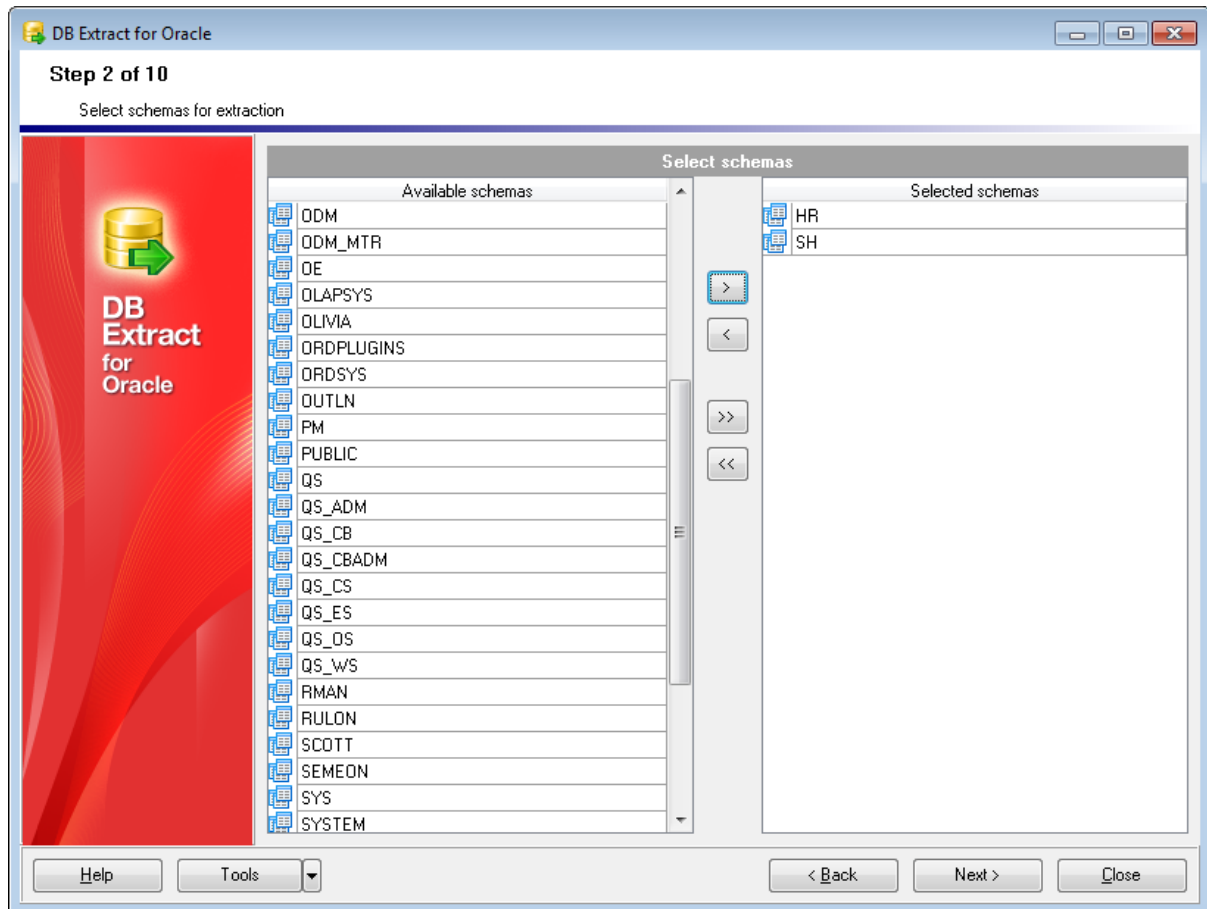 DB Extract for Oracle
Step 2 of 10
Select schemas for extraction
DB
Extract
for
Oracle
Select schemas
Available schemas
ODM
ODM_MTR
OE
OLAPSYS
OLIVIA
ORDPLUGINS
ORDSYS
OUTLN
PM
PUBLIC
QS
QS_ADM
QS_CB
QS_CBADM
QS_CS
QS_ES
QS_OS
QS_WS
RMAN
RULON
SCOTT
SEMEON
SYS
SYSTEM
>
<
>>
<<
Selected schemas
HR
SH
Help
Tools
< Back
Next >
Close